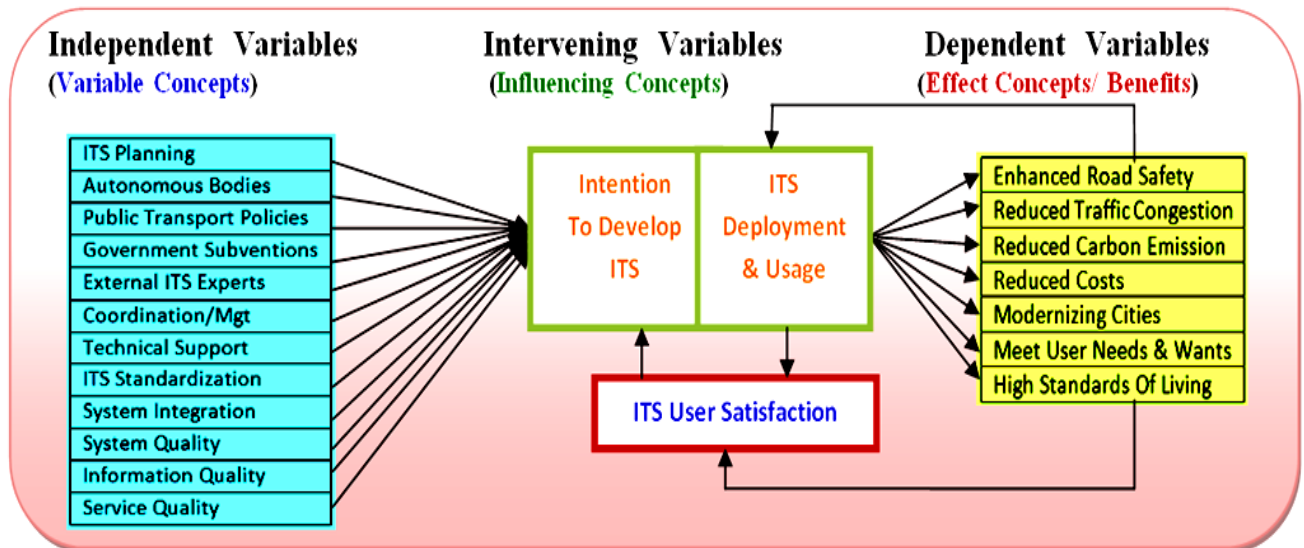 Independent Variables
(Variable Concepts)
Intervening Variables
(Influencing Concepts)
Dependent Variables
(Effect Concepts/ Benefits)
ITS Planning
Autonomous Bodies
Public Transport Policies
Government Subventions
External ITS Experts
Coordination/Mgt
Technical Support
ITS Standardization
System Integration
System Quality
Information Quality
Service Quality
Intention
To Develop
ITS
ITS
Deployment
& Usage
ITS User Satisfaction
Enhanced Road Safety
Reduced Traffic Congestion
Reduced Carbon Emission
Reduced Costs
Modernizing Cities
Meet User Needs & Wants
High Standards Of Living